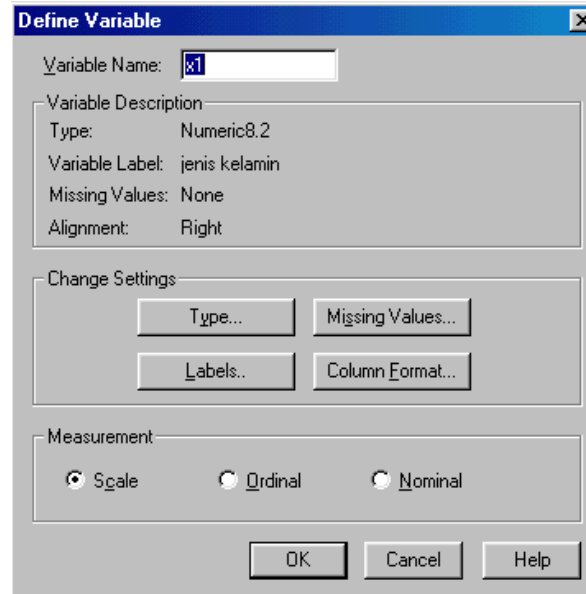 Define Variable
Variable Name: x1
Variable Description
Type: Numeric8.2
Variable Label: jenis kelamin
Missing Values: None
Alignment: Right
Change Settings
Type... Missing Values...
Labels.. Column Format...
Measurement
Scale Ordinal Nominal
OK Cancel Help